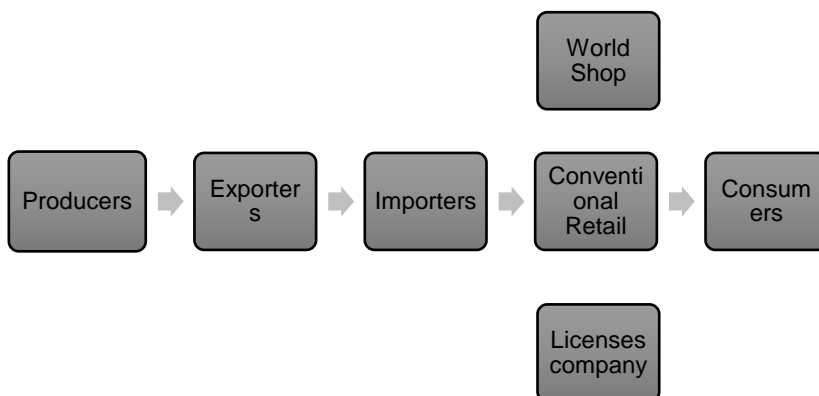 World
Shop
Producers
Exporter
s
Importers
Conventi
onal
Retail
Consum
ers
Licenses
company